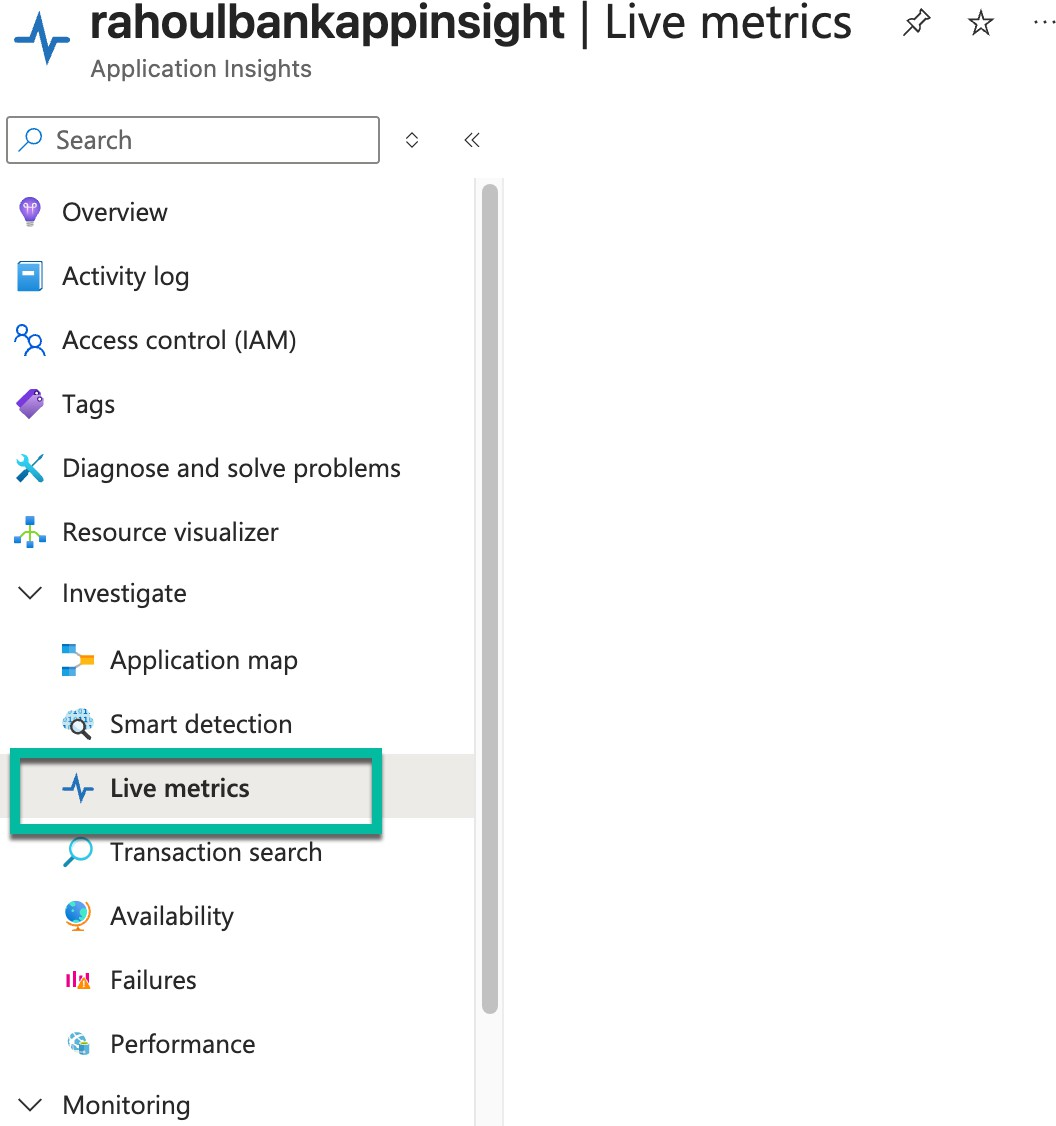 rahoulbankappinsight | Live metrics
Application Insights
Search
Overview
Activity log
Access control (IAM)
Tags
Diagnose and solve problems
Resource visualizer
Investigate
Application map
Smart detection
Live metrics
Transaction search
Availability
Failures
Performance
Monitoring